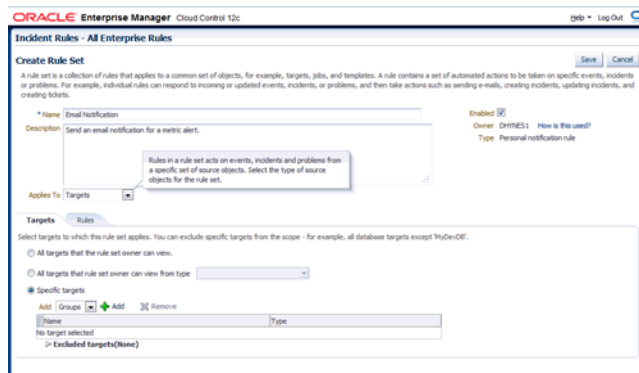 ORACLE Enterprise Manager Cloud Control 12c
Help Log Out
Incident Rules - All Enterprise Rules
Create Rule Set
Save Cancel
A rule set is a collection of rules that applies to a common set of objects, for example, targets, jobs, and templates. A rule contains a set of automated actions to be taken on specific events, incidents
or problems. For example, individual rules can respond to incoming or updated events, incidents, or problems, and then take actions such as sending e-mails, creating incidents, updating incidents, and
creating tickets.
* Name Email Notification
Enabled
Description Send an email notification for a metric alert.
Owner DHYNES1 How is this used?
Type Personal notification rule
Rules in a rule set acts on events, incidents and problems from
a specific set of source objects. Select the type of source
objects for the rule set.
Applies To Targets
Targets Rules
Select targets to which this rule set applies. You can exclude specific targets from the scope - for example, all database targets except 'MyDevDB'.
All targets that the rule set owner can view.
All targets that rule set owner can view from type
Specific targets
Add Groups Add Remove
Name Type
No target selected
Excluded targets(None)